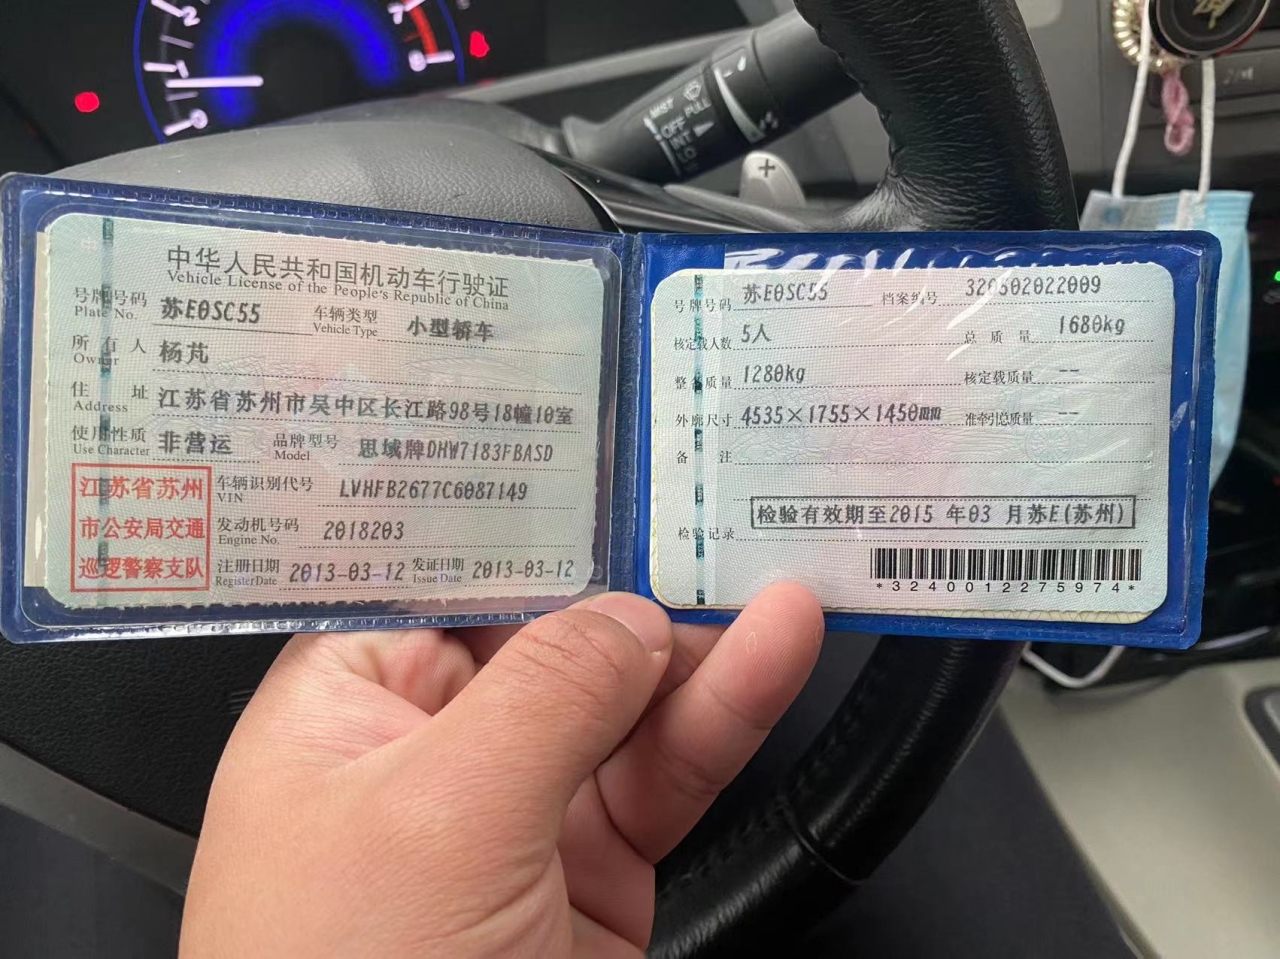 2
1
0
7
8
MIST
OFF
INT
LO
PULL
+
中华人民共和国机动车行驶证
Vehicle License of the People's Republic of China
号牌号码 苏E0SC55 车辆类型 小型轿车
Plate No. Vehicle Type
所有人 杨芃
Owner
住址 江苏省苏州市吴中区长江路98号18幢10室
Address
使用性质 非营运 品牌型号 思域牌DHW7183FBASD
Use Character Model
江苏省苏州
市公安局交通
巡逻警察支队
车辆识别代号 LVHFB2677C6087149
VIN
发动机号码 2018203
Engine No.
注册日期 2013-03-12 发证日期 2013-03-12
Register Date Issue Date
号牌号码 苏E0SC55 档案编号 320502022009
核定载人数 5人 总质量 1680kg
整备质量 1280kg 核定载质量 --
外廓尺寸 4535×1755×1450mm 准牵引总质量 --
备注
检验有效期至2015 年03 月苏E(苏州)
检验记录
*3240012275974*